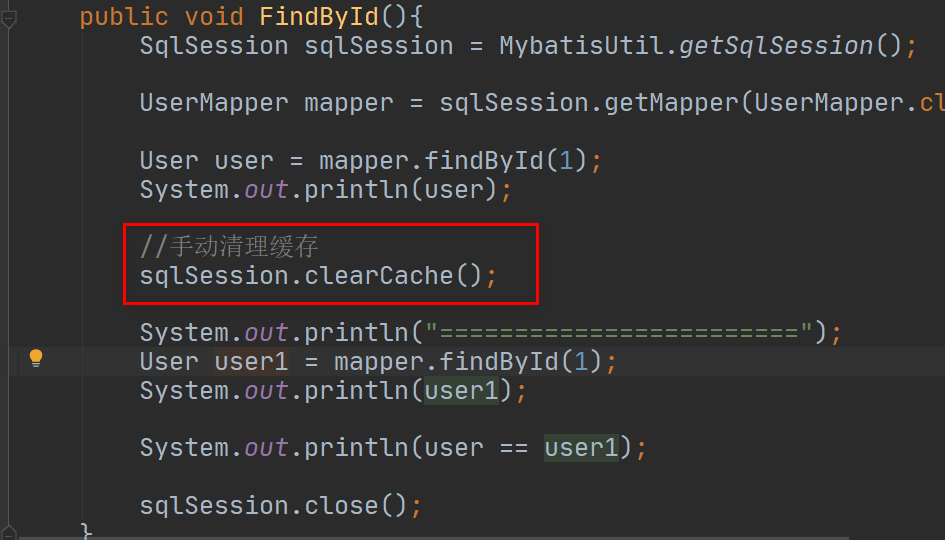 public void FindById(){
SqlSession sqlSession = MybatisUtil.getSqlSession();
UserMapper mapper = sqlSession.getMapper(UserMapper.cl
User user = mapper.findById(1);
System.out.println(user);
//手动清理缓存
sqlSession.clearCache();
System.out.println("========================");
User user1 = mapper.findById(1);
System.out.println(user1);
System.out.println(user == user1);
sqlSession.close();
}